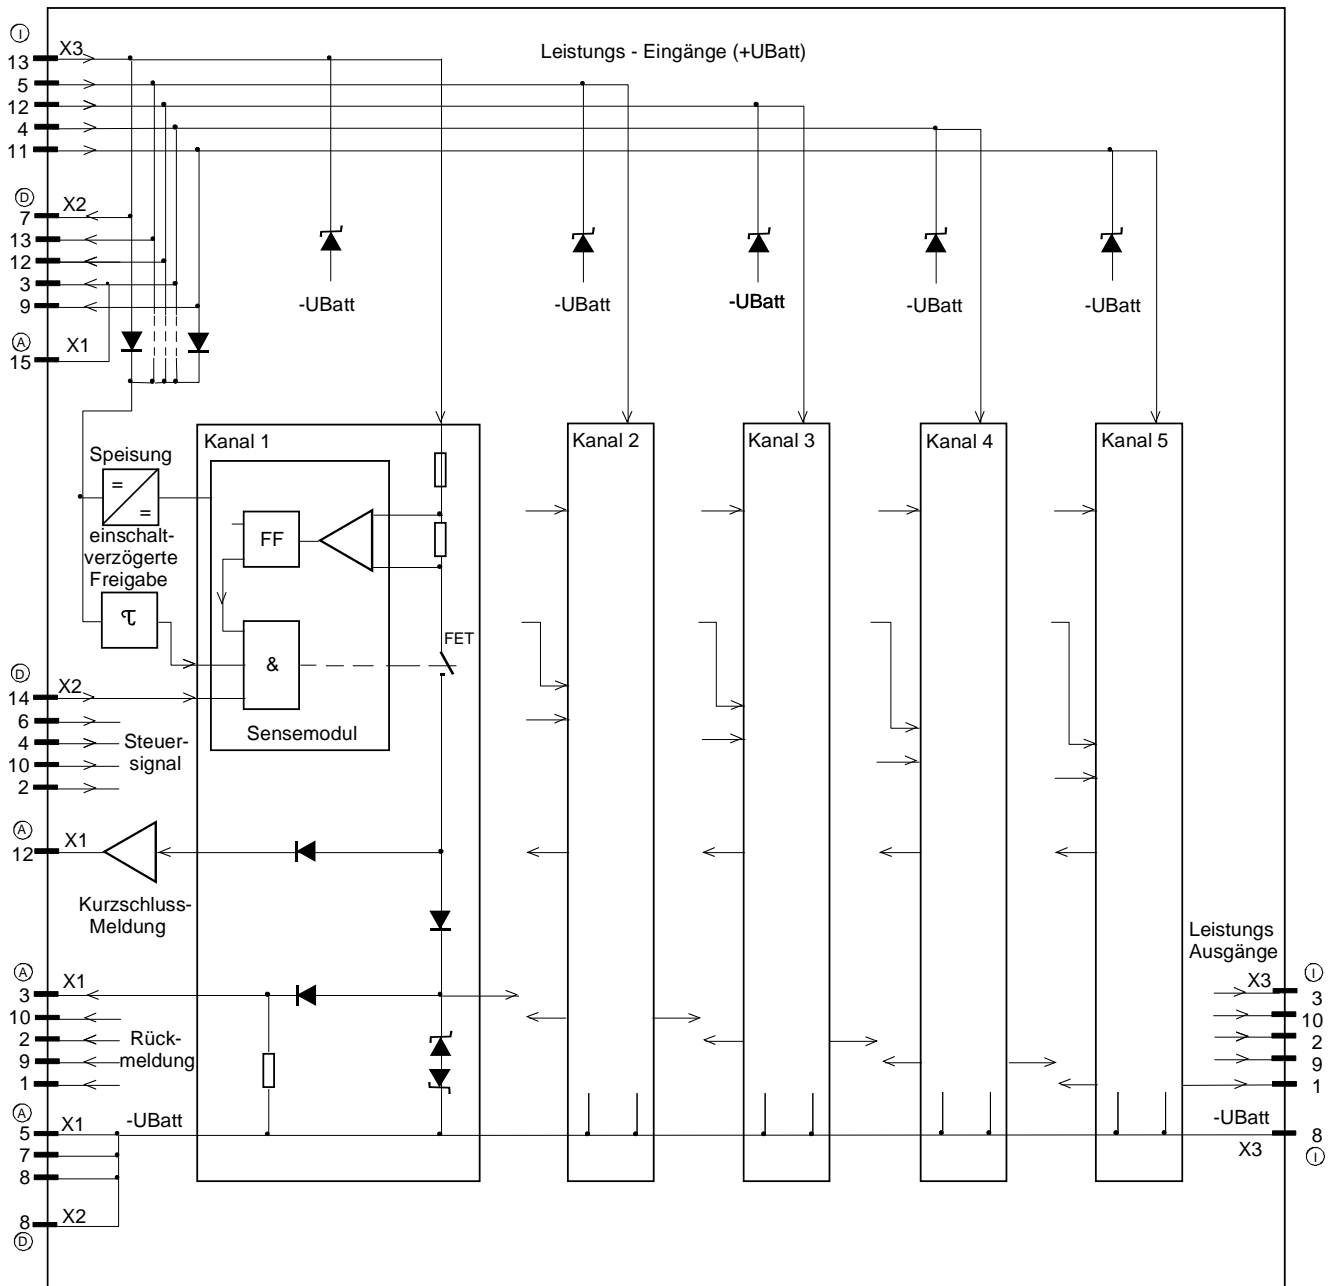 I
13 X3
Leistungs - Eingänge (+UBatt)
5
12
4
11
D
7 X2
13
12
3
9
-UBatt -UBatt -UBatt -UBatt -UBatt
A
15 X1
Kanal 1 Kanal 2 Kanal 3 Kanal 4 Kanal 5
Speisung
=
=
einschalt-
verzögerte
Freigabe
FF
τ
&
FET
Sensemodul
D
14 X2
6
4 Steuer-
10 signal
2
A
12 X1
Kurzschluss-
Meldung
A
3 X1
10
2 Rück-
9 meldung
1
Leistungs
Ausgänge
I
X3 3
10
2
9
1
A
5 X1 -UBatt
7
8
8 X2
D
-UBatt 8
X3 I